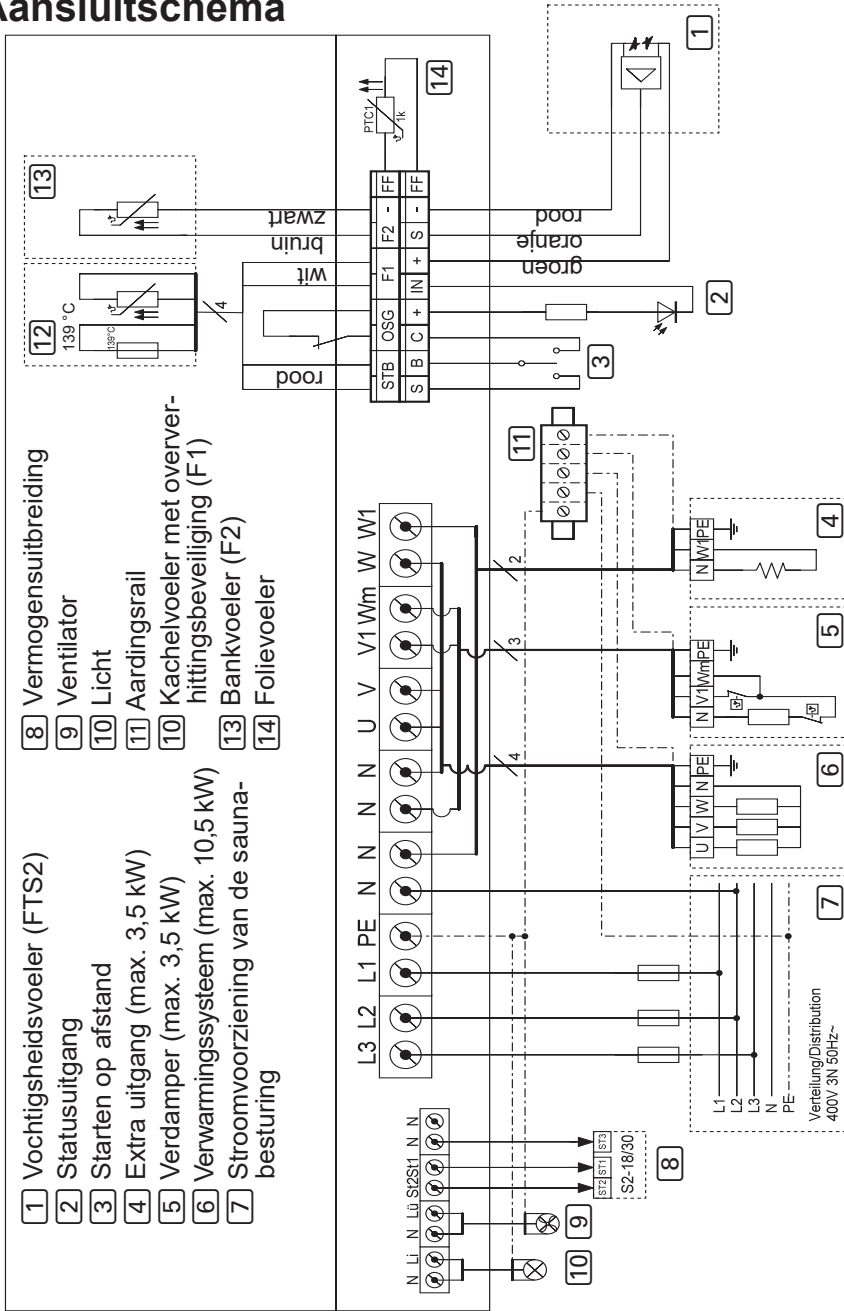 Aansluitschema
1 Vochtigheidsvoeler (FTS2)
2 Statusuitgang
3 Starten op afstand
4 Extra uitgang (max. 3,5 kW)
5 Verdamper (max. 3,5 kW)
6 Verwarmingssysteem (max. 10,5 kW)
7 Stroomvoorziening van de sauna-
besturing
8 Vermogensuitbreiding
9 Ventilator
10 Licht
11 Aardingsrail
10 Kachelvoeler met overver-
hittingsbeveiliging (F1)
13 Bankvoeler (F2)
14 Folievoeler
12
139 °C
139°C
13
4
rood
wit
bruin
zwart
PTC1
1k
14
STB OSG F1 F2 - FF
S B C + IN + S - FF
groen
oranje
rood
1
2
3
N Li N Lü St2 St1 N N
L3 L2 L1 PE N N N N U V V1 Wm W W1
11
4
3
2
10
9
ST2 ST1 ST3
S2-18/30
8
L1
L2
L3
N
PE
Verteilung/Distribution
400V 3N 50Hz~
7
U V W N PE
6
N V1 Wm PE
5
N W1 PE
4